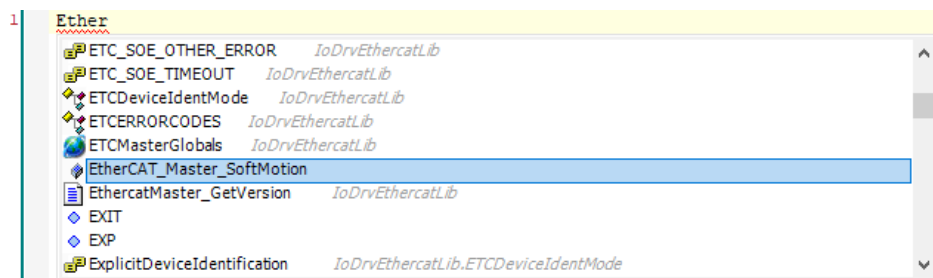 1 Ether
ETC_SOE_OTHER_ERROR IoDrvEthercatLib
ETC_SOE_TIMEOUT IoDrvEthercatLib
ETCDeviceIdentMode IoDrvEthercatLib
ETCERRORCODES IoDrvEthercatLib
ETCMasterGlobals IoDrvEthercatLib
EtherCAT_Master_SoftMotion
EthercatMaster_GetVersion IoDrvEthercatLib
EXIT
EXP
ExplicitDeviceIdentification IoDrvEthercatLib.ETCDeviceIdentMode